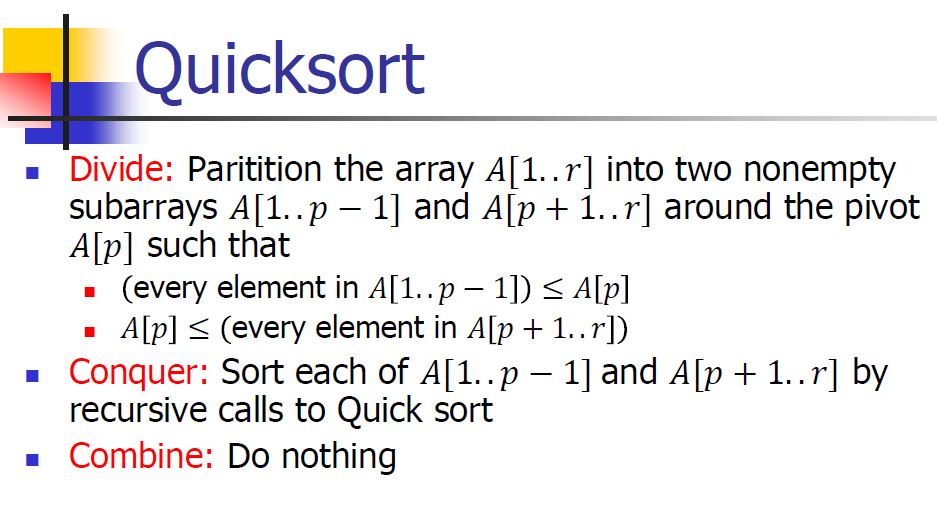 Quicksort
Divide: Paritition the array A[1..r] into two nonempty
subarrays A[1..p − 1] and A[p + 1..r] around the pivot
A[p] such that
(every element in A[1..p − 1]) ≤ A[p]
A[p] ≤ (every element in A[p + 1..r])
Conquer: Sort each of A[1..p − 1] and A[p + 1..r] by
recursive calls to Quick sort
Combine: Do nothing